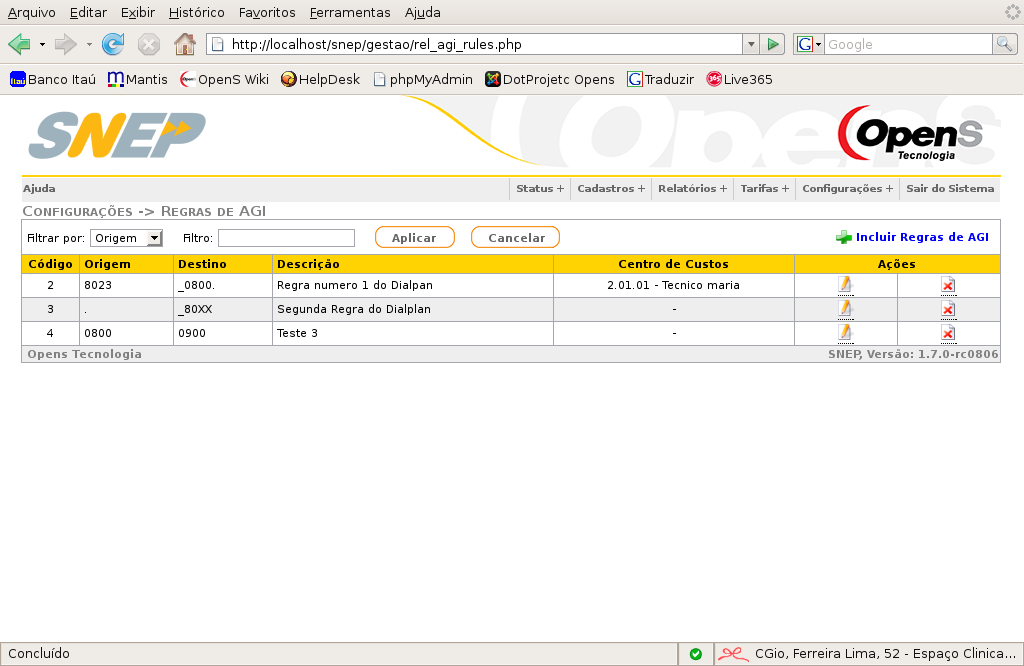 Arquivo Editar Exibir Histórico Favoritos Ferramentas Ajuda
http://localhost/snep/gestao/rel_agi_rules.php G Google
Banco Itaú Mantis OpenS Wiki HelpDesk phpMyAdmin DotProjetc Opens Traduzir Live365
SNEP OpenS Tecnologia
Ajuda Status + Cadastros + Relatórios + Tarifas + Configurações + Sair do Sistema
Configurações -> Regras de AGI
Filtrar por: Origem Filtro: Aplicar Cancelar Incluir Regras de AGI
Código Origem Destino Descrição Centro de Custos Ações
2 8023 _0800. Regra numero 1 do Dialpan 2.01.01 - Tecnico maria
3 . _80XX Segunda Regra do Dialplan -
4 0800 0900 Teste 3 -
Opens Tecnologia SNEP, Versão: 1.7.0-rc0806
Concluído CGio, Ferreira Lima, 52 - Espaço Clinica...